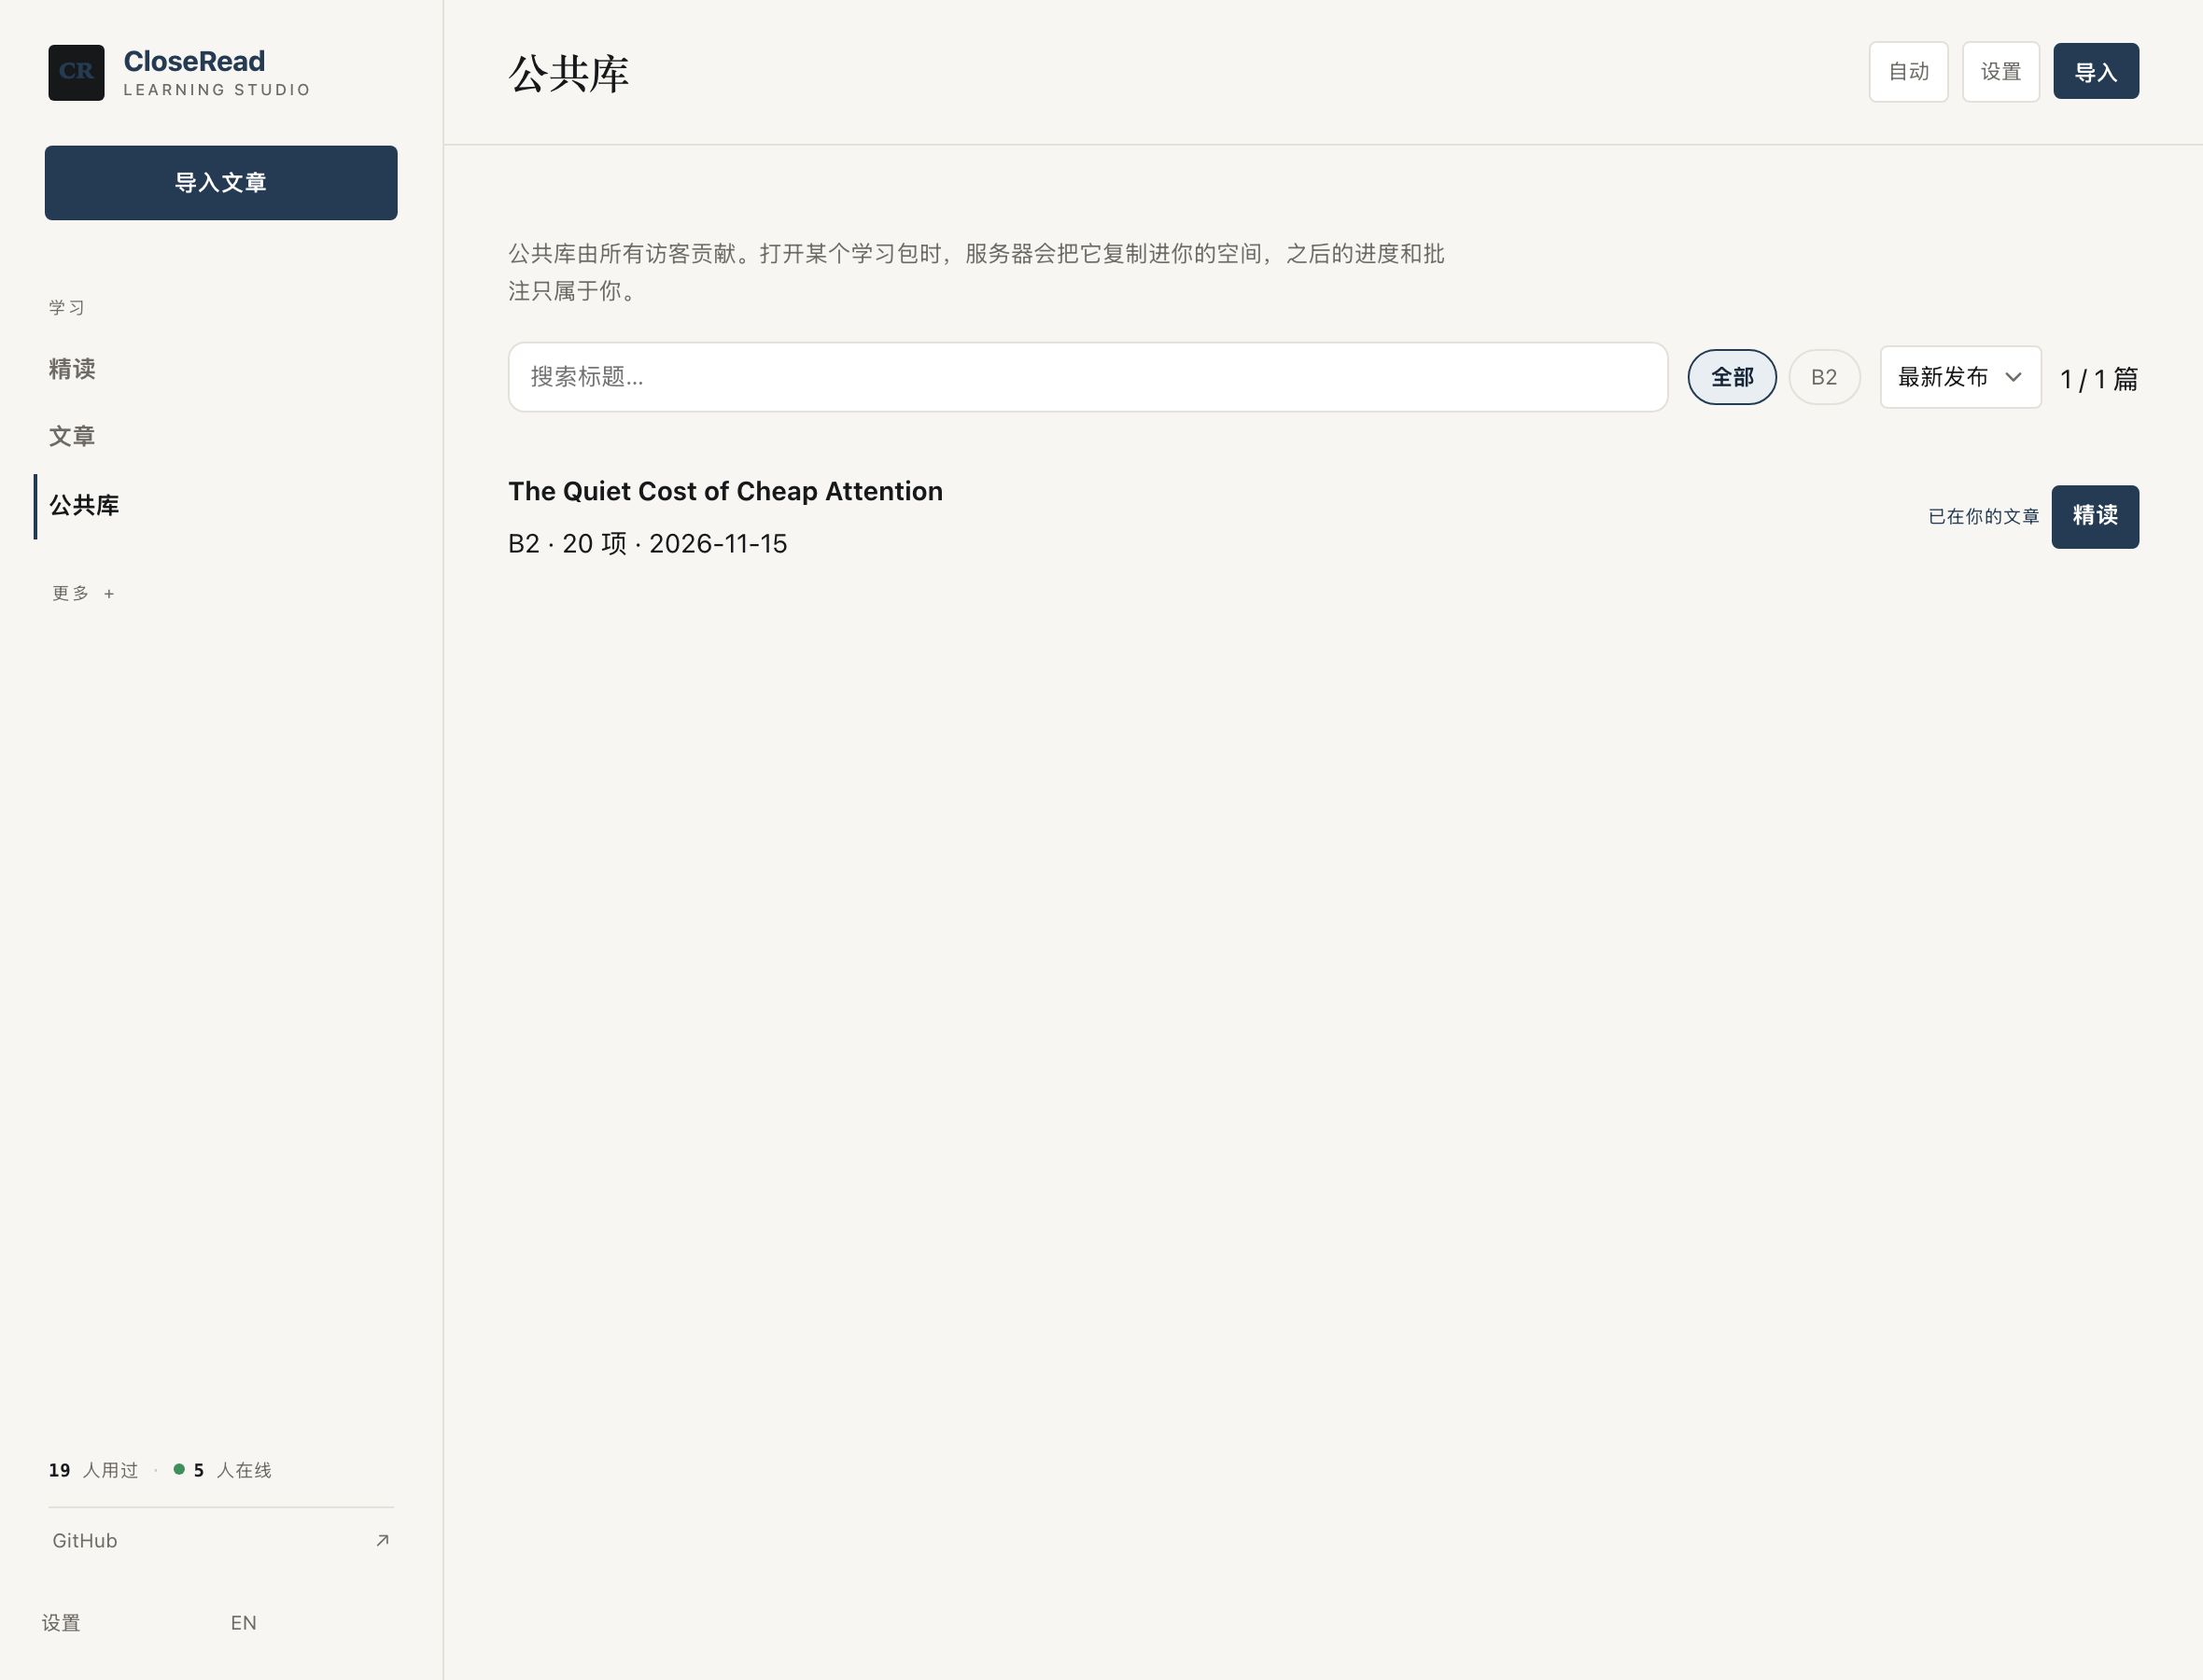 CR
CloseRead
LEARNING STUDIO
导入文章
学习
精读
文章
公共库
更多 +
19 人用过 · 5 人在线
GitHub ↗
设置 EN
公共库
自动 设置 导入
公共库由所有访客贡献。打开某个学习包时，服务器会把它复制进你的空间，之后的进度和批
注只属于你。
搜索标题... 全部 B2 最新发布 1 / 1 篇
The Quiet Cost of Cheap Attention
B2 · 20 项 · 2026-11-15
已在你的文章 精读